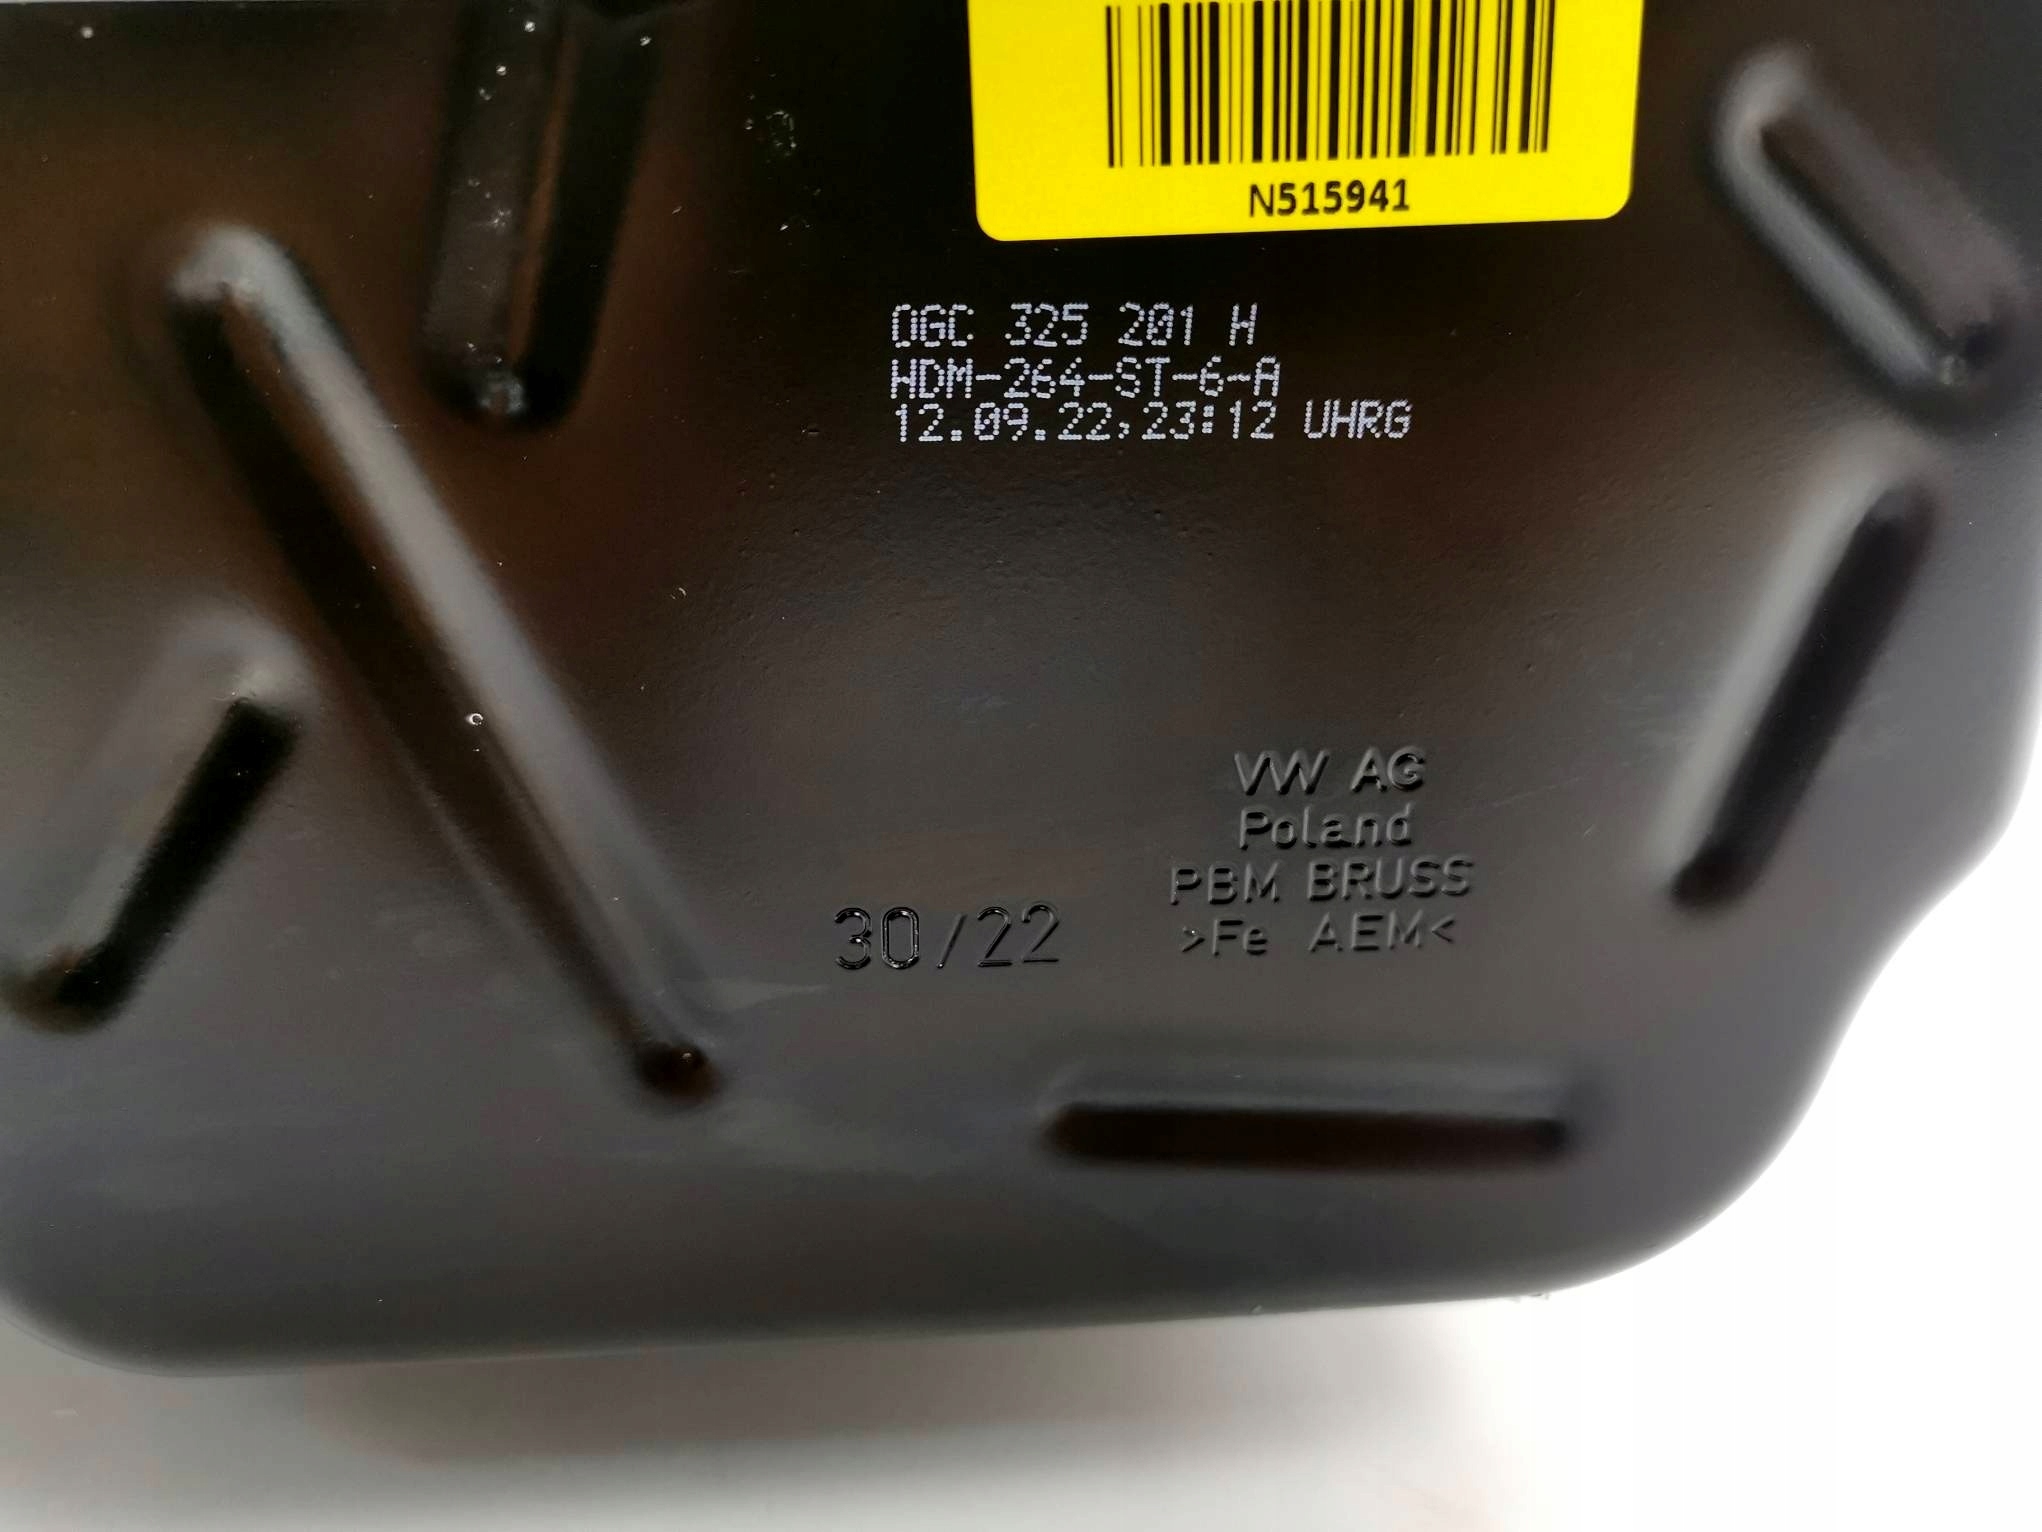 N515941
0GC 325 201 H
HDM-264-ST-6-A
12.09.22,23:12 UHRG
VW AG
Poland
PBM BRUSS
>Fe AEM<
30/22